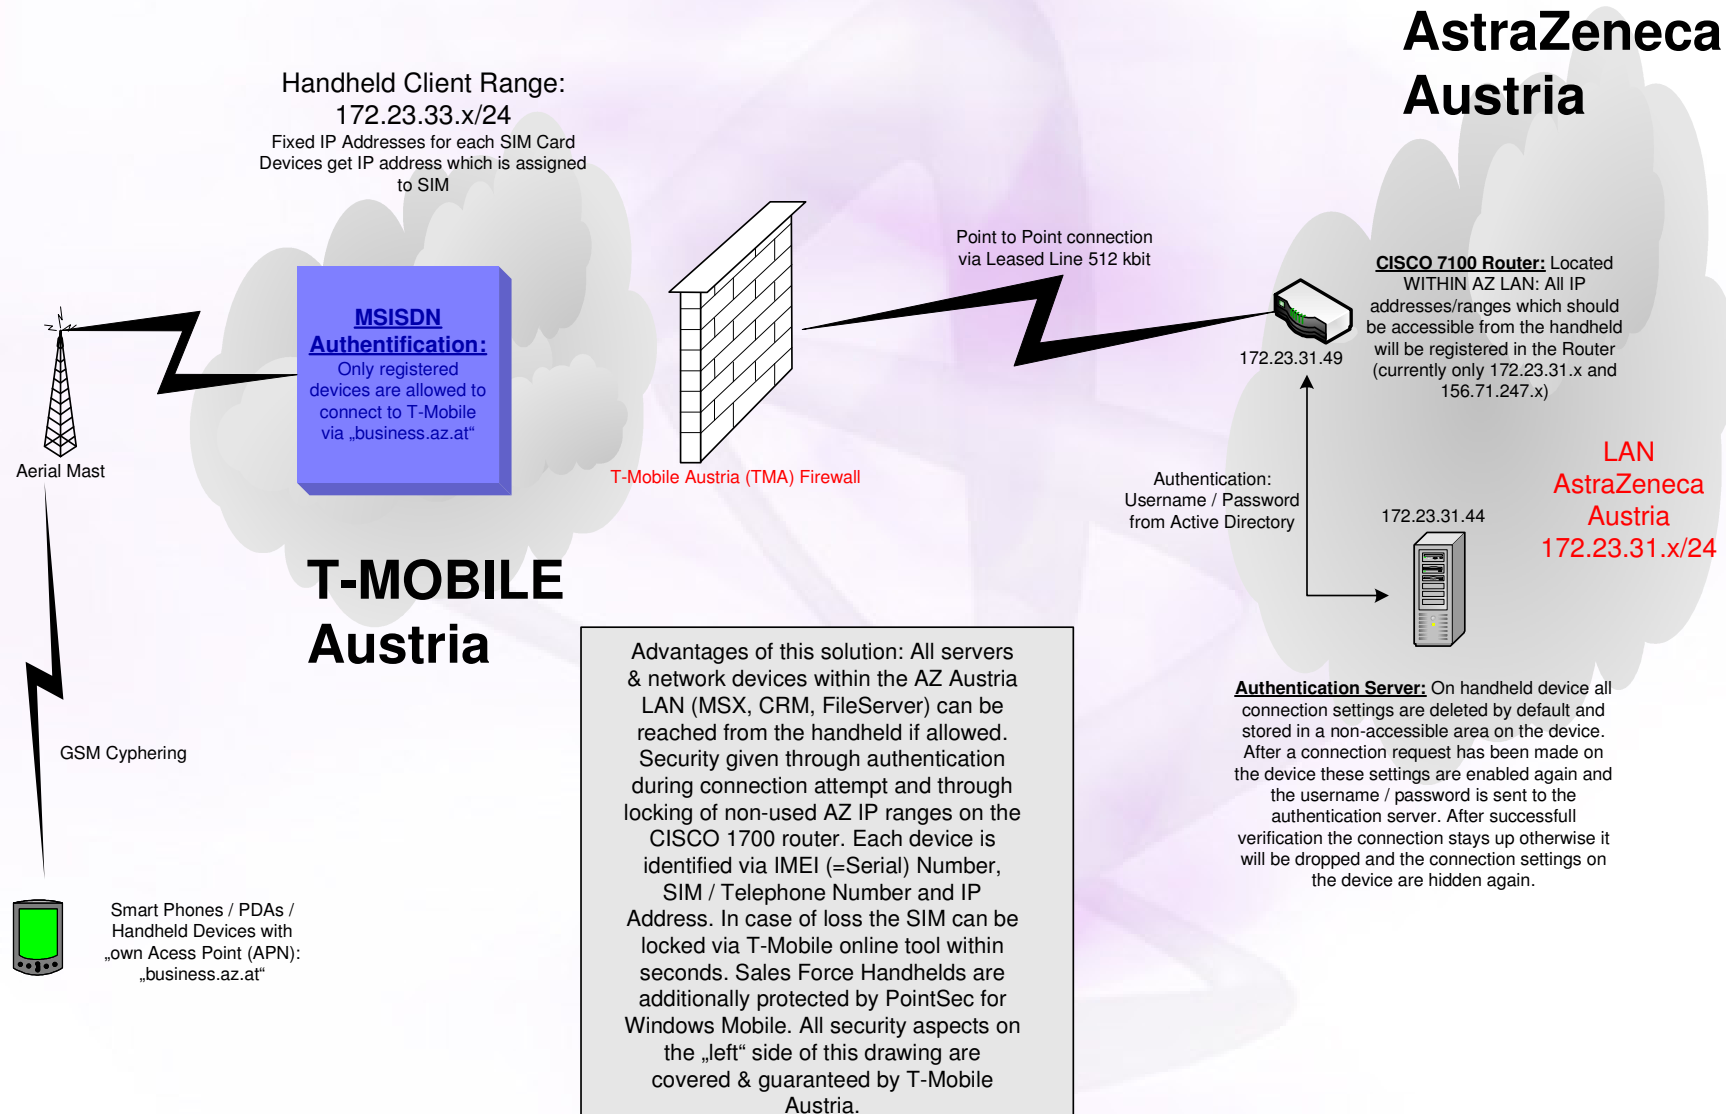 AstraZeneca
Austria
Handheld Client Range:
172.23.33.x/24
Fixed IP Addresses for each SIM Card
Devices get IP address which is assigned
to SIM
MSISDN
Authentification:
Only registered
devices are allowed to
connect to T-Mobile
via „business.az.at“
Aerial Mast
T-Mobile Austria (TMA) Firewall
Point to Point connection
via Leased Line 512 kbit
172.23.31.49
CISCO 7100 Router: Located
WITHIN AZ LAN: All IP
addresses/ranges which should
be accessible from the handheld
will be registered in the Router
(currently only 172.23.31.x and
156.71.247.x)
LAN
AstraZeneca
Austria
172.23.31.x/24
Authentication:
Username / Password
from Active Directory
172.23.31.44
T-MOBILE
Austria
GSM Cyphering
Smart Phones / PDAs /
Handheld Devices with
„own Acess Point (APN):
„business.az.at“
Advantages of this solution: All servers
& network devices within the AZ Austria
LAN (MSX, CRM, FileServer) can be
reached from the handheld if allowed.
Security given through authentication
during connection attempt and through
locking of non-used AZ IP ranges on the
CISCO 1700 router. Each device is
identified via IMEI (=Serial) Number,
SIM / Telephone Number and IP
Address. In case of loss the SIM can be
locked via T-Mobile online tool within
seconds. Sales Force Handhelds are
additionally protected by PointSec for
Windows Mobile. All security aspects on
the „left“ side of this drawing are
covered & guaranteed by T-Mobile
Austria.
Authentication Server: On handheld device all
connection settings are deleted by default and
stored in a non-accessible area on the device.
After a connection request has been made on
the device these settings are enabled again and
the username / password is sent to the
authentication server. After successfull
verification the connection stays up otherwise it
will be dropped and the connection settings on
the device are hidden again.